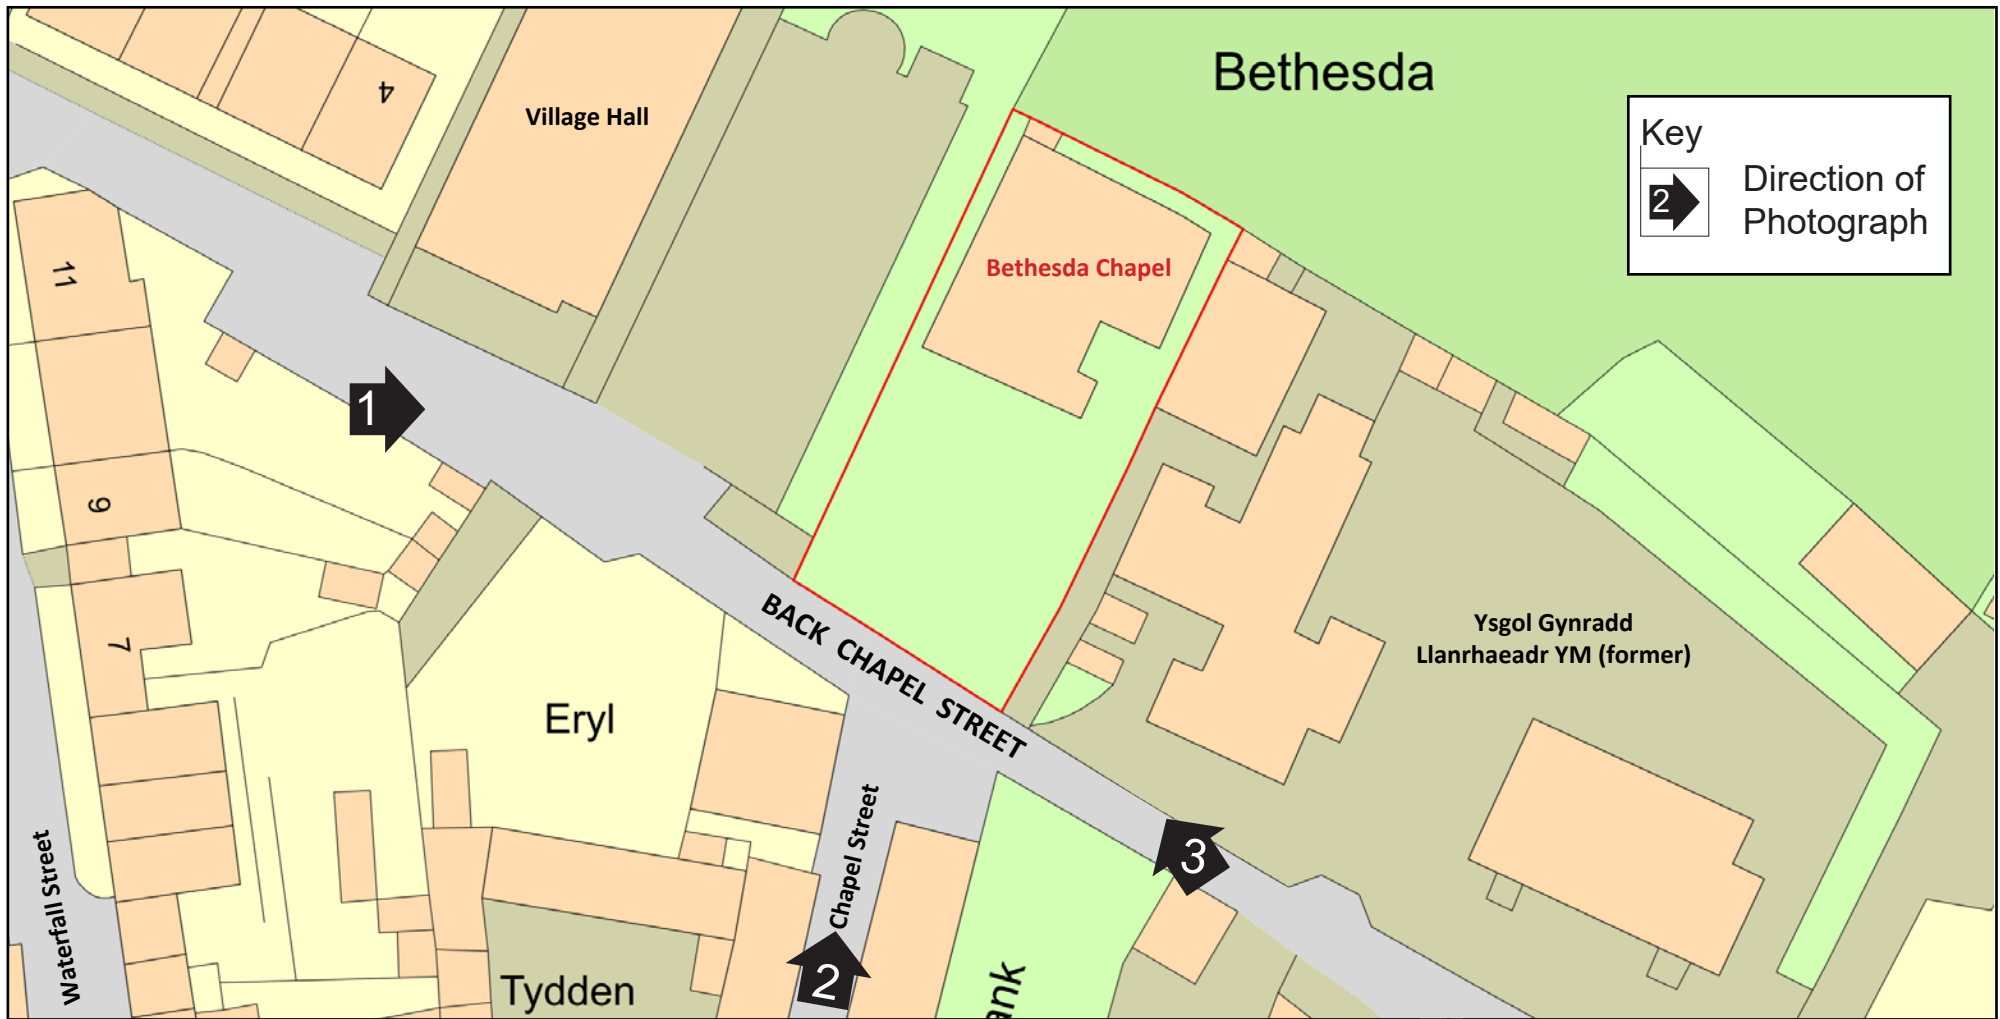 Bethesda
4
Village Hall
Key
2
Direction of
Photograph
Bethesda Chapel
11
1
9
7
BACK CHAPEL STREET
Ysgol Gynradd
Llanrhaeadr YM (former)
Eryl
Chapel Street
3
Waterfall Street
2
Tydden
ank